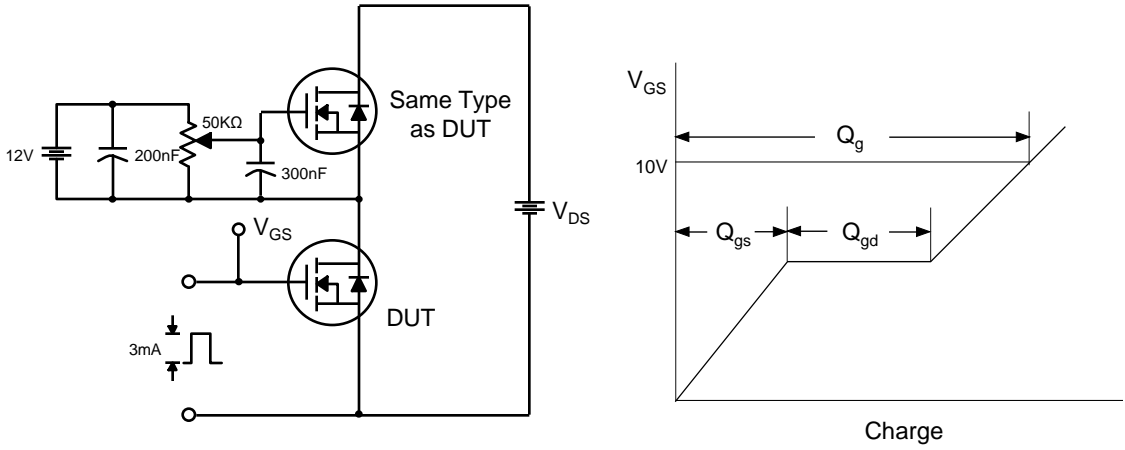 12V
200nF
50KΩ
300nF
Same Type
as DUT
V_DS
V_GS
DUT
3mA
V_GS
10V
Q_g
Q_gs
Q_gd
Charge